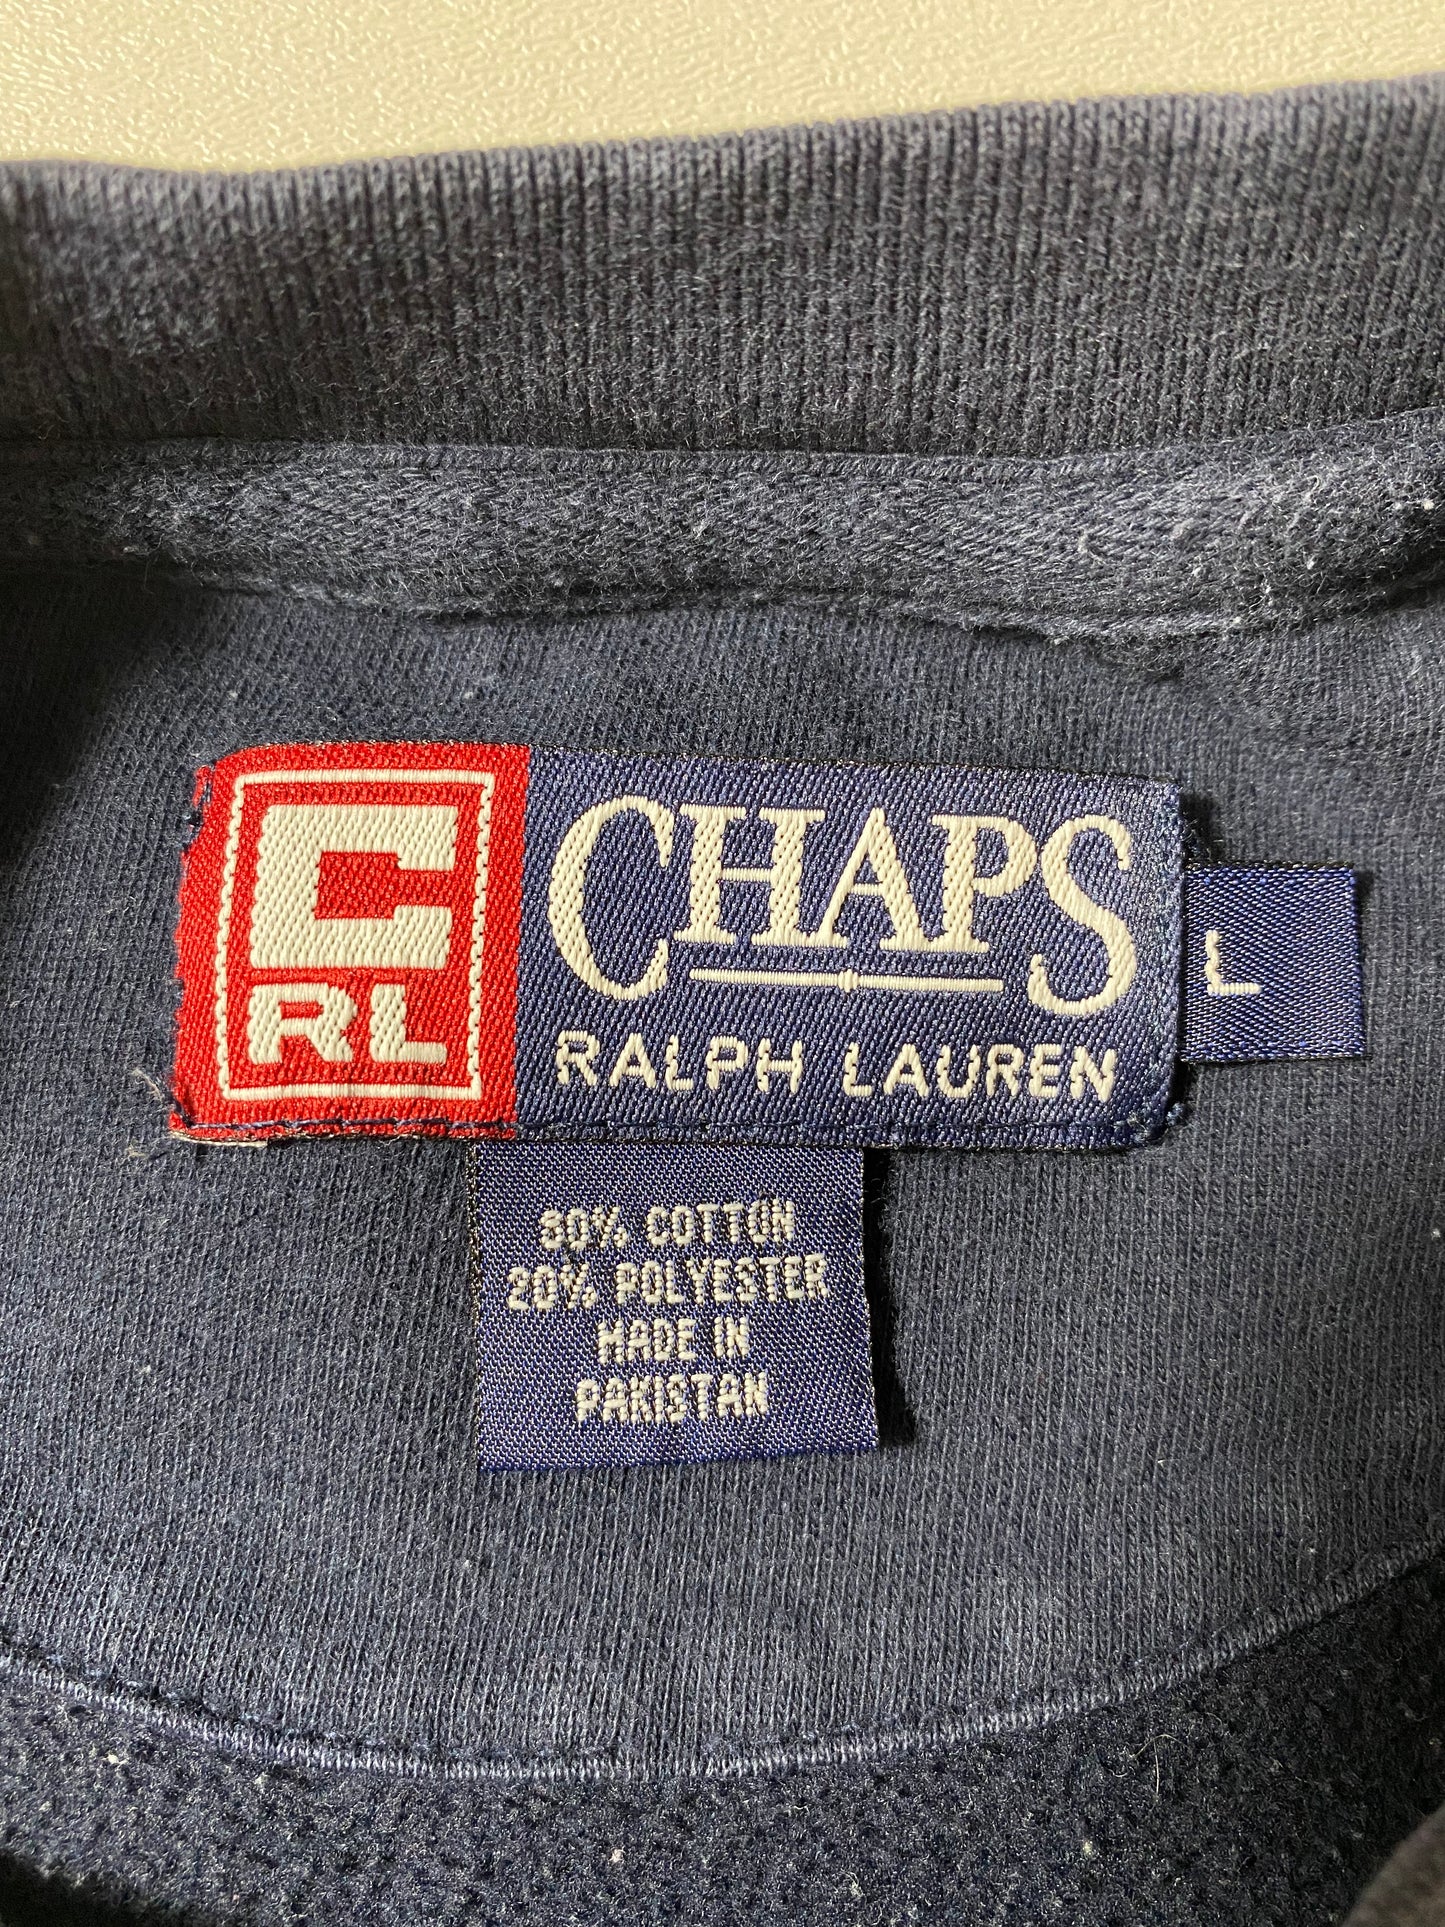 C
RL
CHAPS
RALPH LAUREN
L
80% COTTON
20% POLYESTER
MADE IN
PAKISTAN